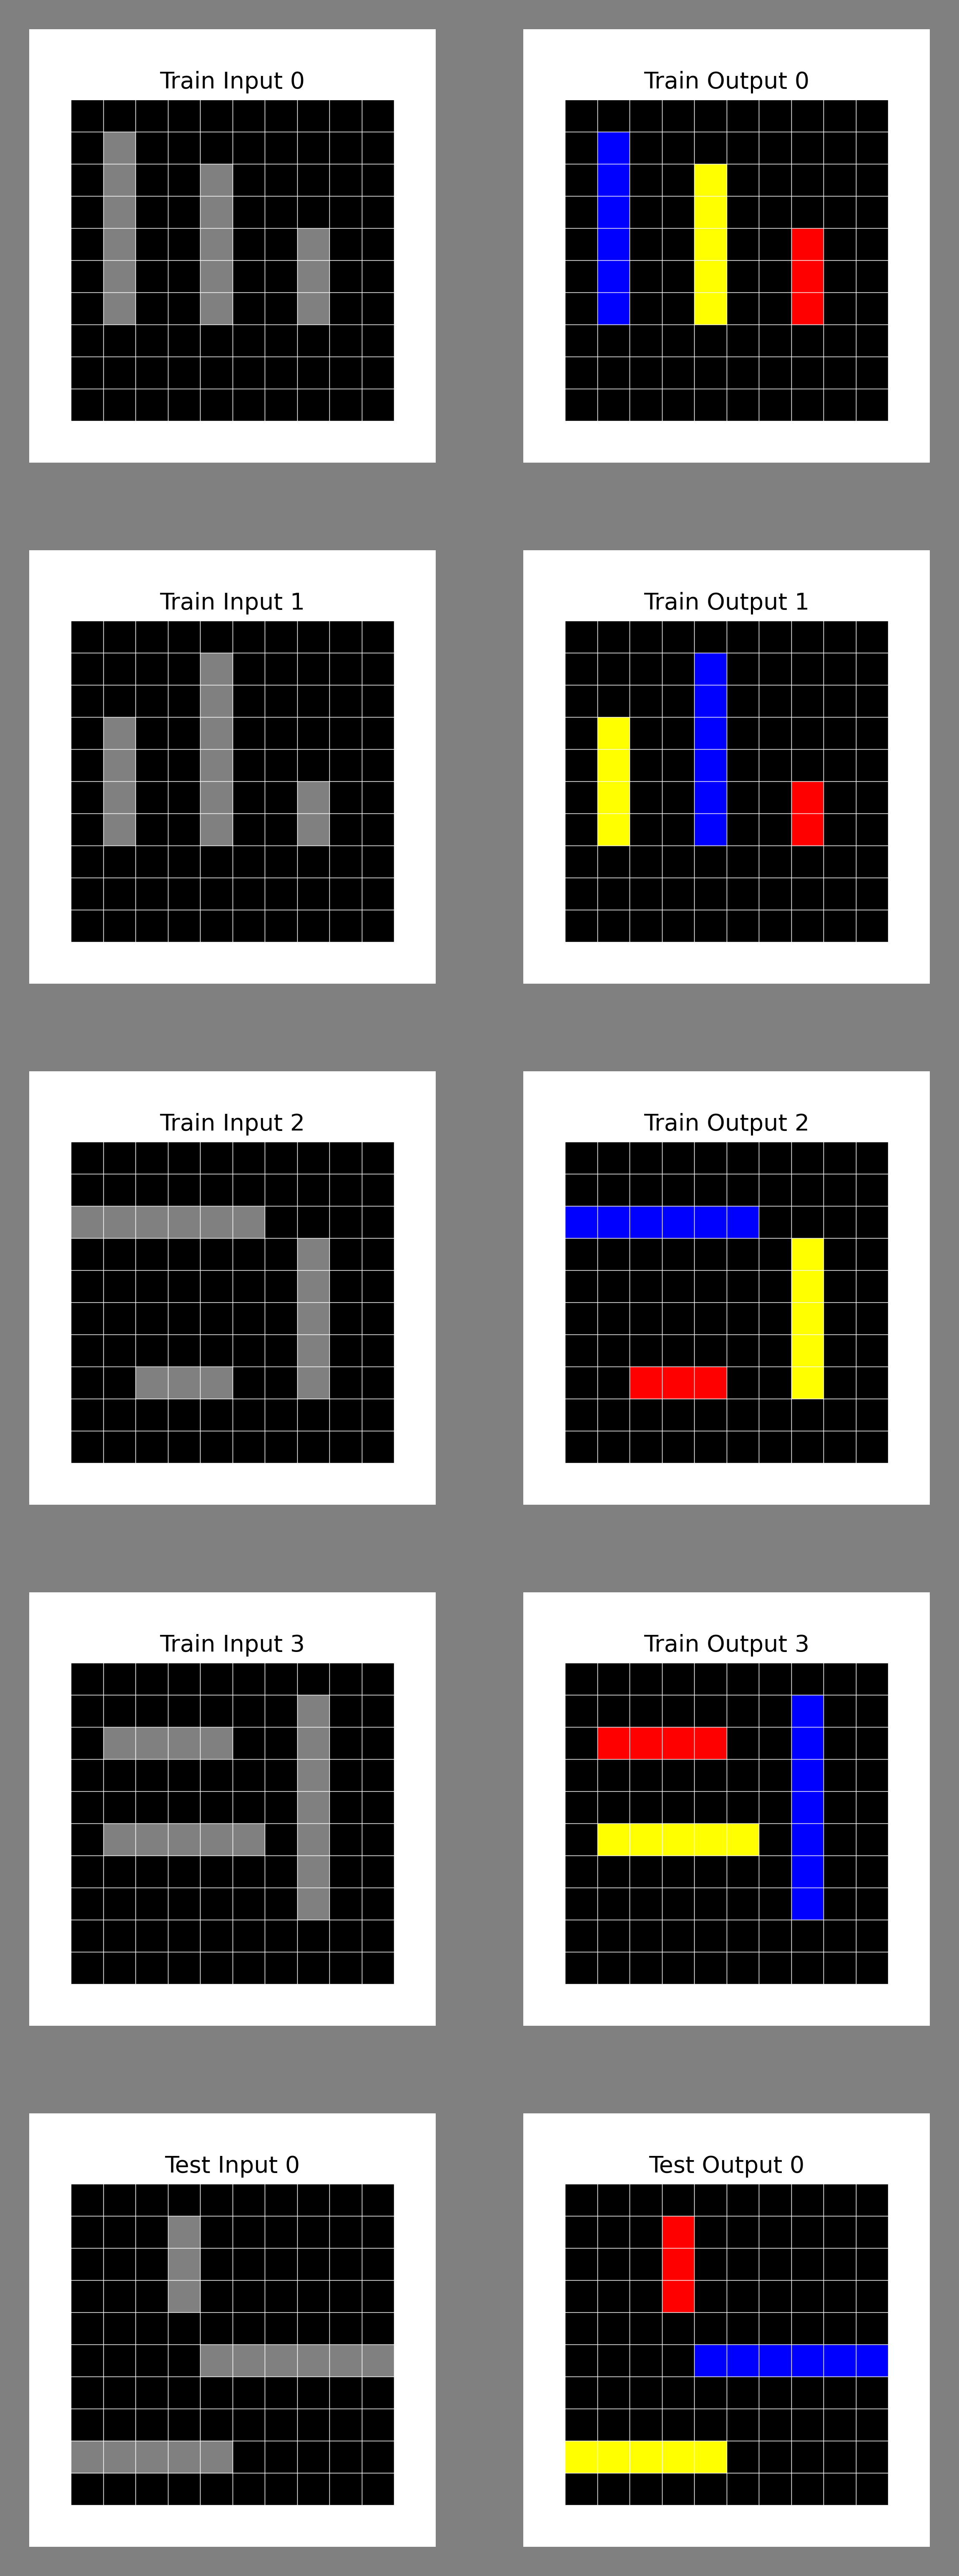 Train Input 0
Train Output 0
Train Input 1
Train Output 1
Train Input 2
Train Output 2
Train Input 3
Train Output 3
Test Input 0
Test Output 0